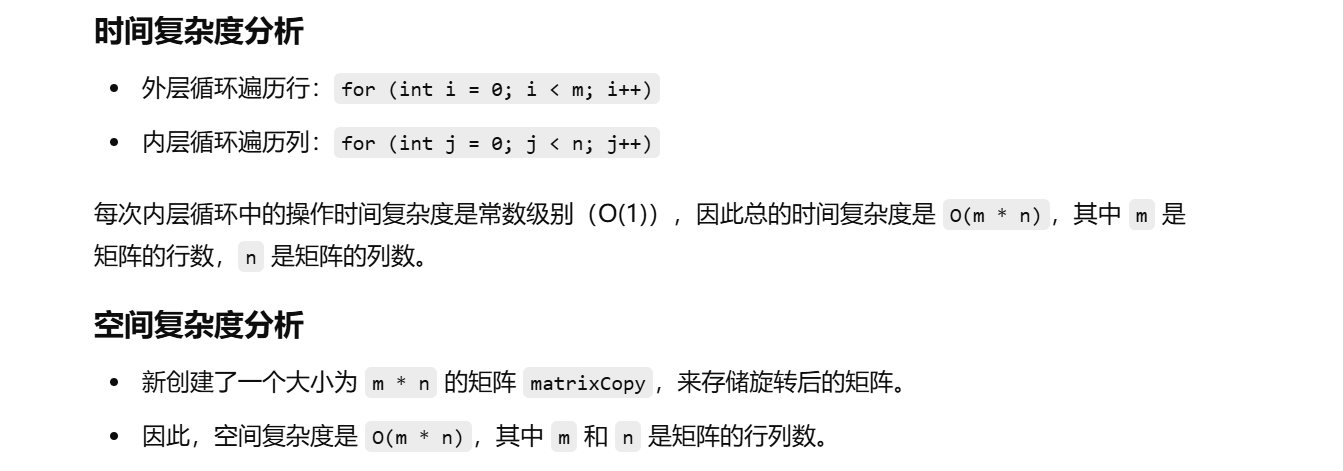 时间复杂度分析
• 外层循环遍历行：for (int i = 0; i < m; i++)
• 内层循环遍历列：for (int j = 0; j < n; j++)
每次内层循环中的操作时间复杂度是常数级别（O(1)），因此总的时间复杂度是 O(m * n)，其中 m 是
矩阵的行数，n 是矩阵的列数。
空间复杂度分析
• 新创建了一个大小为 m * n 的矩阵 matrixCopy，来存储旋转后的矩阵。
• 因此，空间复杂度是 O(m * n)，其中 m 和 n 是矩阵的行列数。